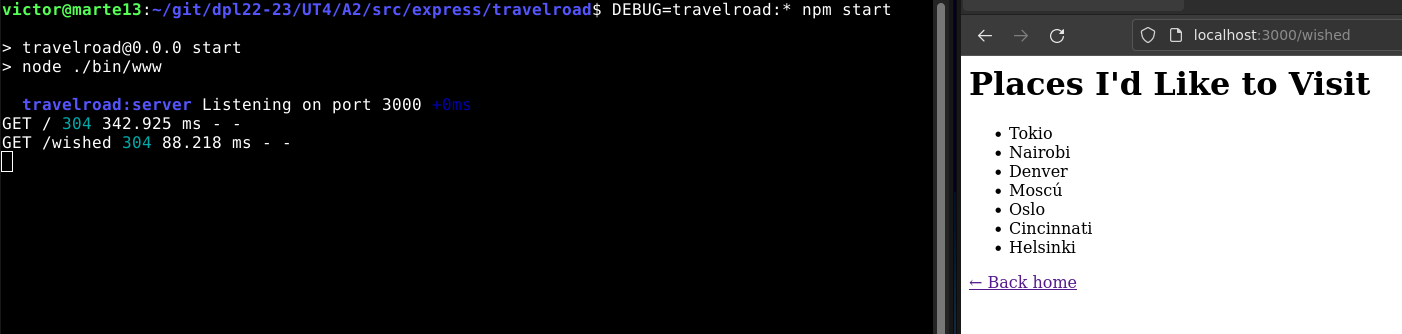 victor@marte13:~/git/dpl22-23/UT4/A2/src/express/travelroad$ DEBUG=travelroad:* npm start
> travelroad@0.0.0 start
> node ./bin/www
travelroad:server Listening on port 3000 +0ms
GET / 304 342.925 ms - -
GET /wished 304 88.218 ms - -
localhost:3000/wished
Places I'd Like to Visit
• Tokio
• Nairobi
• Denver
• Moscú
• Oslo
• Cincinnati
• Helsinki
← Back home